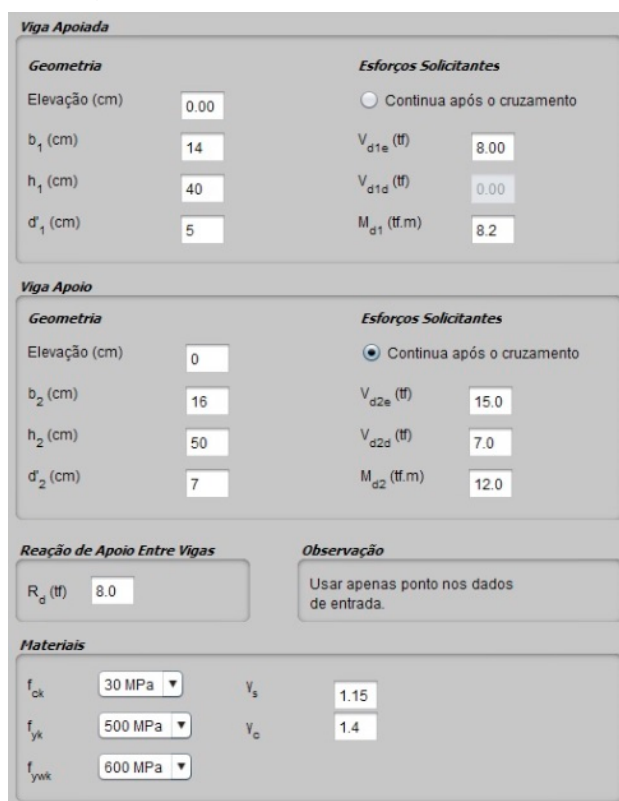 Viga Apoiada
Geometria Esforços Solicitantes
Elevação (cm) 0.00 Continua após o cruzamento
b1 (cm) 14 Vd1e (tf) 8.00
h1 (cm) 40 Vd1d (tf) 0.00
d'1 (cm) 5 Md1 (tf.m) 8.2
Viga Apoio
Geometria Esforços Solicitantes
Elevação (cm) 0 Continua após o cruzamento
b2 (cm) 16 Vd2e (tf) 15.0
h2 (cm) 50 Vd2d (tf) 7.0
d'2 (cm) 7 Md2 (tf.m) 12.0
Reação de Apoio Entre Vigas Observação
Rd (tf) 8.0 Usar apenas ponto nos dados
de entrada.
Materiais
fck 30 MPa γs 1.15
fyk 500 MPa γc 1.4
fywk 600 MPa